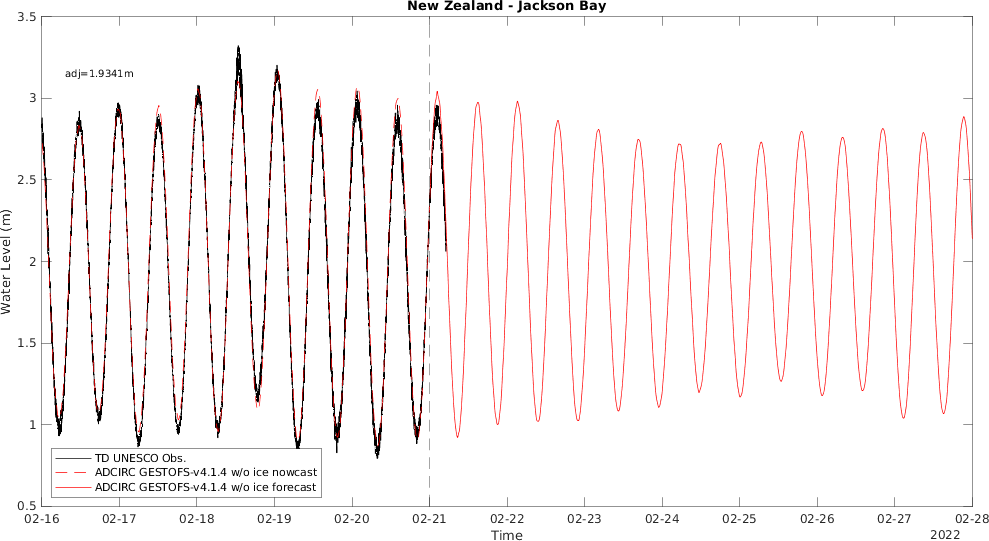 New Zealand - Jackson Bay
adj=1.9341m
Water Level (m)
3.5
3
2.5
2
1.5
1
0.5
TD UNESCO Obs.
ADCIRC GESTOFS-v4.1.4 w/o ice nowcast
ADCIRC GESTOFS-v4.1.4 w/o ice forecast
02-16 02-17 02-18 02-19 02-20 02-21 02-22 02-23 02-24 02-25 02-26 02-27 02-28
Time
2022